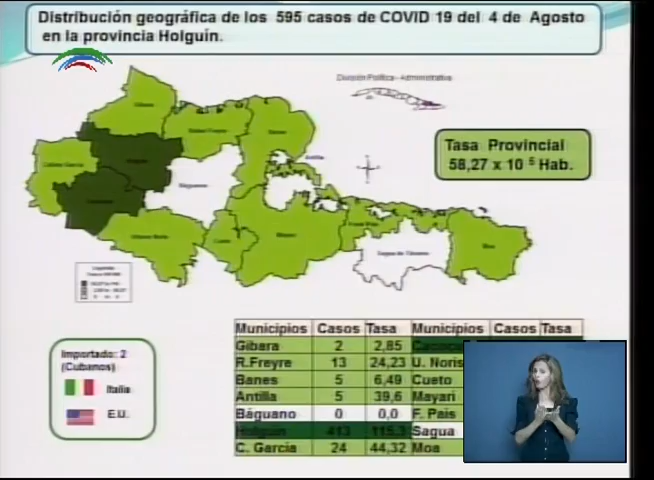 Distribución geográfica de los 595 casos de COVID 19 del 4 de Agosto
en la provincia Holguín.
División Política - Administrativa
Tasa Provincial
58,27 x 10 5 Hab.
Importado: 2
(Cubanos)
Italia
E.U.
Municipios Casos Tasa Municipios Casos Tasa
Gibara 2 2,85 Cacocu
R.Freyre 13 24,23 U. Noris
Banes 5 6,49 Cueto
Antilla 5 39,6 Mayarí
Báguano 0 0,0 F. Pais
Holguín 413 115,3 Sagua
C. García 24 44,32 Moa